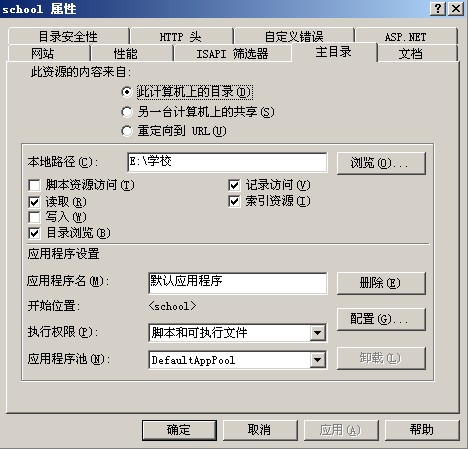 school 属性
目录安全性 HTTP 头 自定义错误 ASP.NET
网站 性能 ISAPI 筛选器 主目录 文档
此资源的内容来自:
此计算机上的目录(D)
另一台计算机上的共享(S)
重定向到 URL(U)
本地路径(C): E:\学校 浏览(O)...
脚本资源访问(T) 记录访问(V)
读取(R) 索引资源(I)
写入(W)
目录浏览(B)
应用程序设置
应用程序名(M): 默认应用程序 删除(E)
开始位置: <school>
配置(G)...
执行权限(P): 脚本和可执行文件
应用程序池(N): DefaultAppPool 卸载(L)
确定 取消 应用(A) 帮助